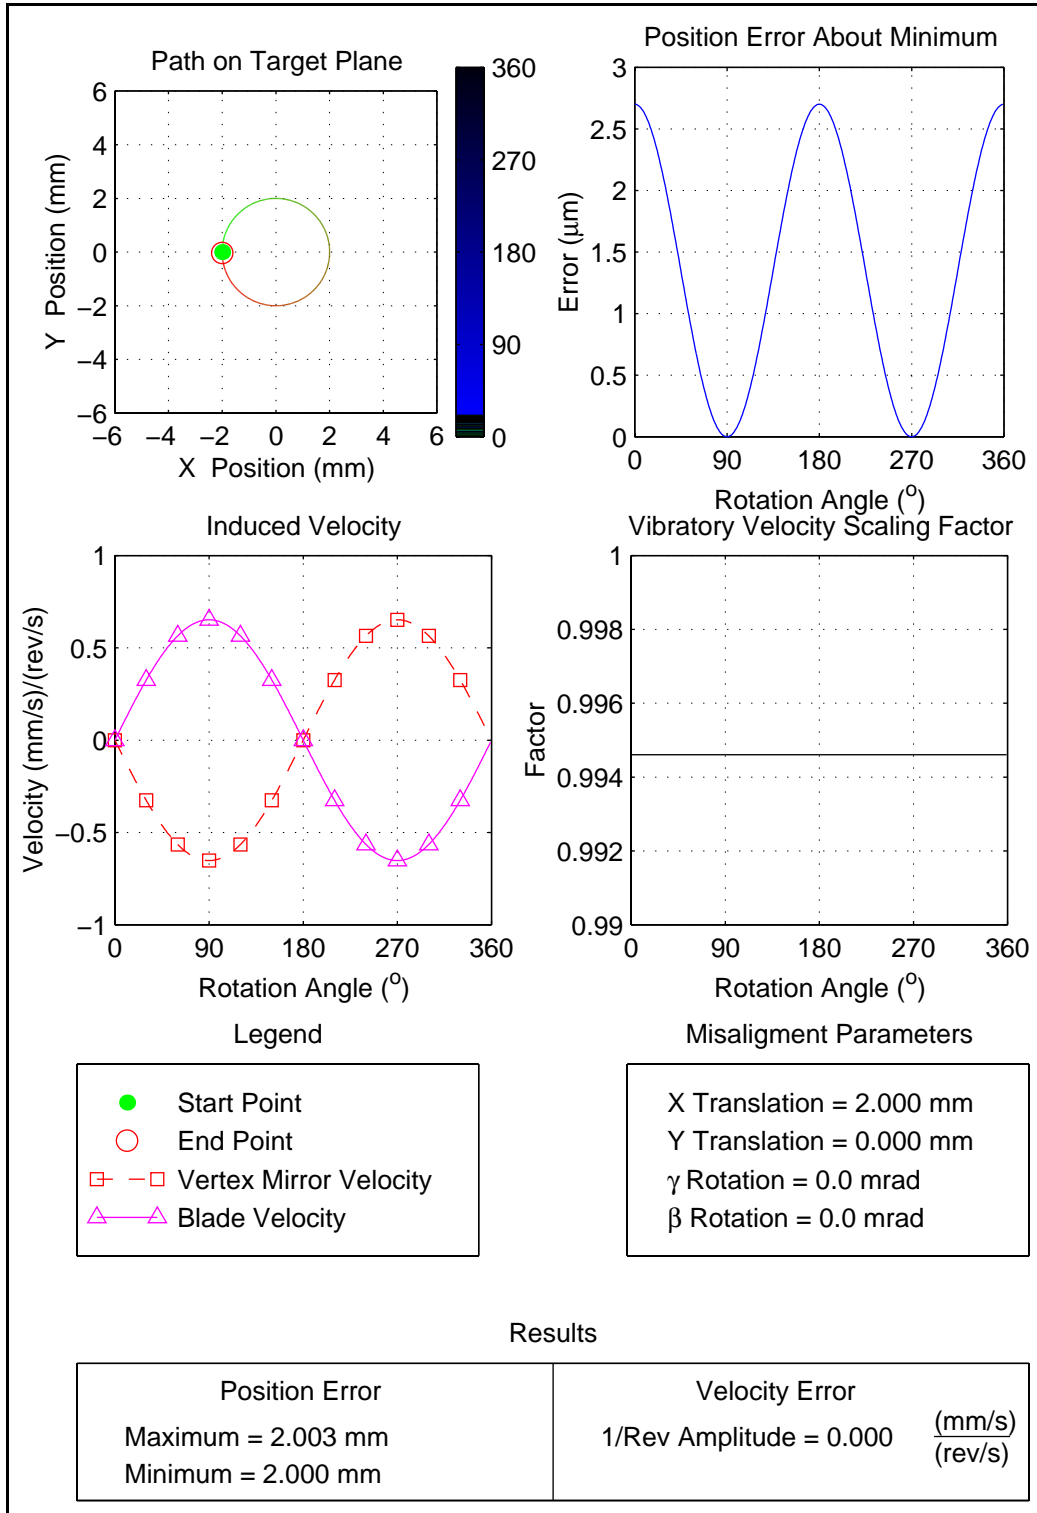 Path on Target Plane
6
4
2
0
−2
−4
−6
−6 −4 −2 0 2 4 6
X Position (mm)
Y Position (mm)
360
270
180
90
0
Position Error About Minimum
3
2.5
2
1.5
1
0.5
0
0 90 180 270 360
Rotation Angle (o)
Error (μm)
Induced Velocity
1
0.5
0
−0.5
−1
0 90 180 270 360
Rotation Angle (o)
Velocity (mm/s)/(rev/s)
Vibratory Velocity Scaling Factor
1
0.998
0.996
0.994
0.992
0.99
0 90 180 270 360
Rotation Angle (o)
Factor
Legend
Start Point
End Point
Vertex Mirror Velocity
Blade Velocity
Misaligment Parameters
X Translation = 2.000 mm
Y Translation = 0.000 mm
γ Rotation = 0.0 mrad
β Rotation = 0.0 mrad
Results
Position Error
Maximum = 2.003 mm
Minimum = 2.000 mm
Velocity Error
1/Rev Amplitude = 0.000 (mm/s)
(rev/s)